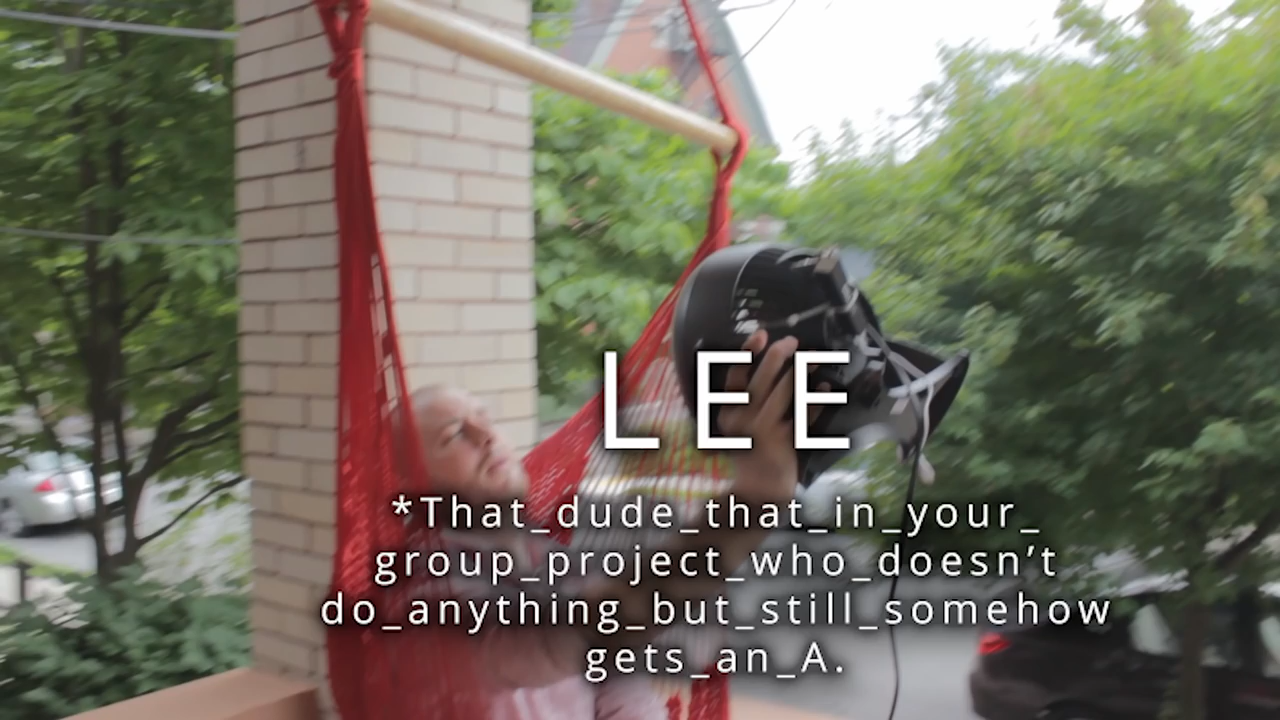 LEE
*That_dude_that_in_your_
group_project_who_doesn’t
do_anything_but_still_somehow
gets_an_A.